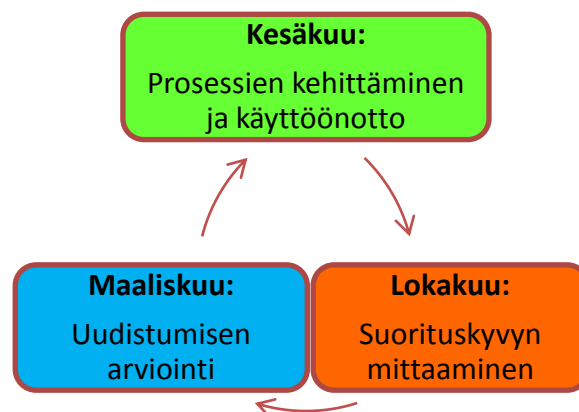 Kesäkuu:
Prosessien kehittäminen
ja käyttöönotto
Maaliskuu:
Uudistumisen
arviointi
Lokakuu:
Suorituskyvyn
mittaaminen